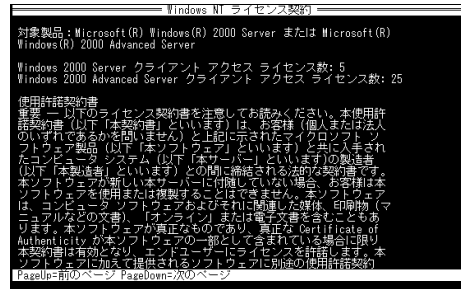 Windows NT ライセンス契約
対象製品：Microsoft(R) Windows(R) 2000 Server または Microsoft(R)
Windows(R) 2000 Advanced Server
Windows 2000 Server クライアント アクセス ライセンス数: 5
Windows 2000 Advanced Server クライアント アクセス ライセンス数: 25
使用許諾契約書
重要 ― 以下のライセンス契約書を注意してお読みください。本使用許
諾契約書（以下「本契約書」といいます）は、お客様（個人または法人
のいずれであるかを問いません）と上記に示されたマイクロソフト ソ
フトウェア製品（以下「本ソフトウェア」といいます）と共に入手され
たコンピュータ システム（以下「本サーバー」といいます)の製造者
（以下「本製造者」といいます）との間に締結される法的な契約書です。
本ソフトウェアが新しい本サーバーに付随していない場合、お客様は本
ソフトウェアを使用または複製することはできません。本ソフトウェア
は、コンピュータ ソフトウェアおよびそれに関連した媒体、印刷物（マ
ニュアルなどの文書）、「オンライン」または電子文書を含むこともあ
ります。本ソフトウェアが真正なものであり、真正な Certificate of
Authenticity が本ソフトウェアの一部として含まれている場合に限り
本契約書は有効となり、エンドユーザーにライセンスを許諾します。本
ソフトウェアに加えて提供されるソフトウェアに別途の使用許諾契約
PageUp=前のページ PageDown=次のページ